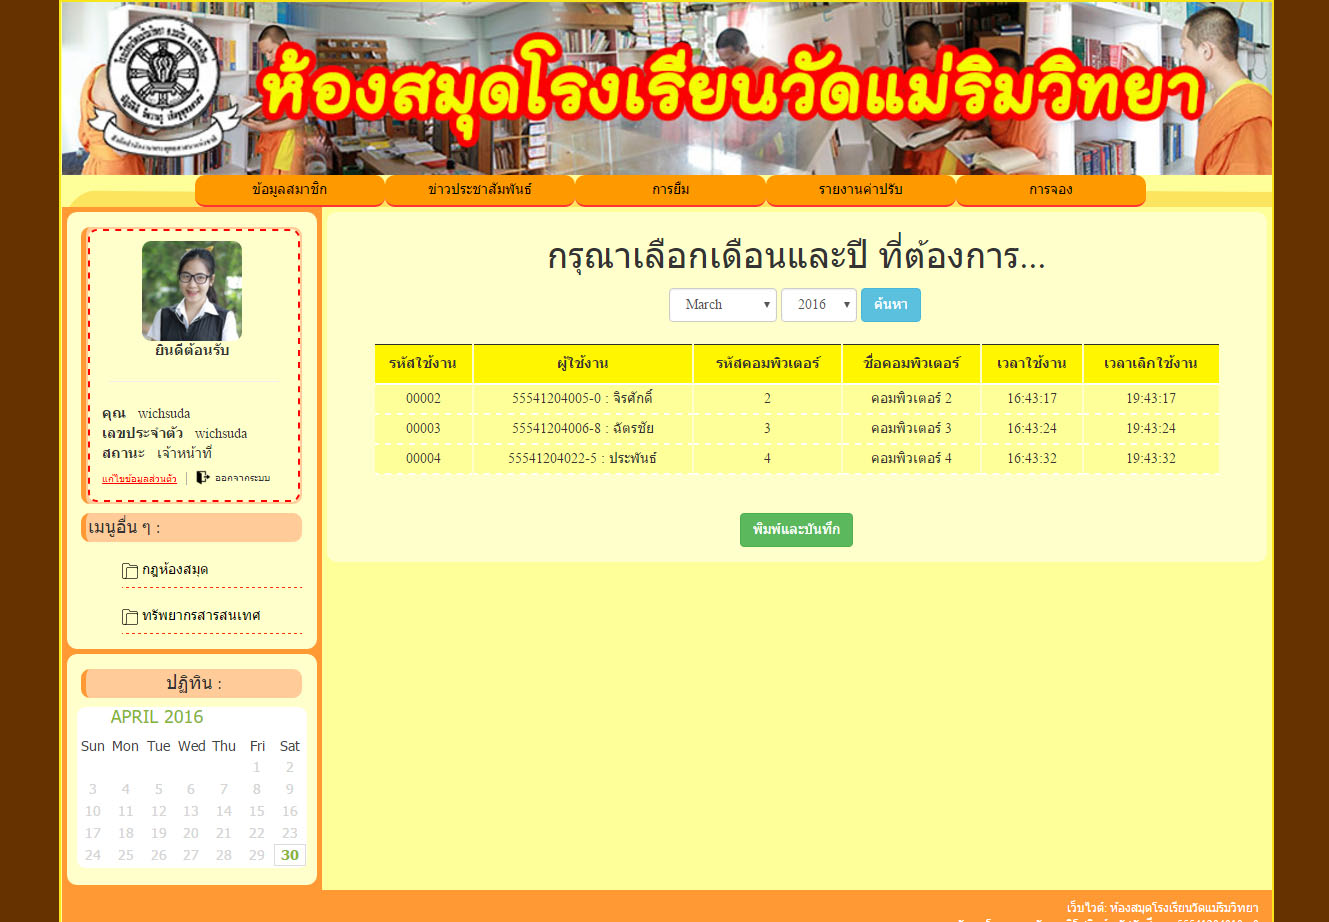 ห้องสมุดโรงเรียนวัดแม่ริมวิทยา
ข้อมูลสมาชิก ข่าวประชาสัมพันธ์ การยืม รายงานค่าปรับ การจอง
ยินดีต้อนรับ
คุณ wichsuda
เลขประจำตัว wichsuda
สถานะ เจ้าหน้าที่
แก้ไขข้อมูลส่วนตัว ออกจากระบบ
เมนูอื่น ๆ :
กฎห้องสมุด
ทรัพยากรสารสนเทศ
ปฏิทิน :
APRIL 2016
Sun Mon Tue Wed Thu Fri Sat
1 2
3 4 5 6 7 8 9
10 11 12 13 14 15 16
17 18 19 20 21 22 23
24 25 26 27 28 29 30
กรุณาเลือกเดือนและปี ที่ต้องการ...
March 2016 ค้นหา
รหัสใช้งาน ผู้ใช้งาน รหัสคอมพิวเตอร์ ชื่อคอมพิวเตอร์ เวลาใช้งาน เวลาเลิกใช้งาน
00002 55541204005-0 : จิรศักดิ์ 2 คอมพิวเตอร์ 2 16:43:17 19:43:17
00003 55541204006-8 : ฉัตรชัย 3 คอมพิวเตอร์ 3 16:43:24 19:43:24
00004 55541204022-5 : ประพันธ์ 4 คอมพิวเตอร์ 4 16:43:32 19:43:32
พิมพ์และบันทึก
เว็บไวต์: ห้องสมุดโรงเรียนวัดแม่ริมวิทยา